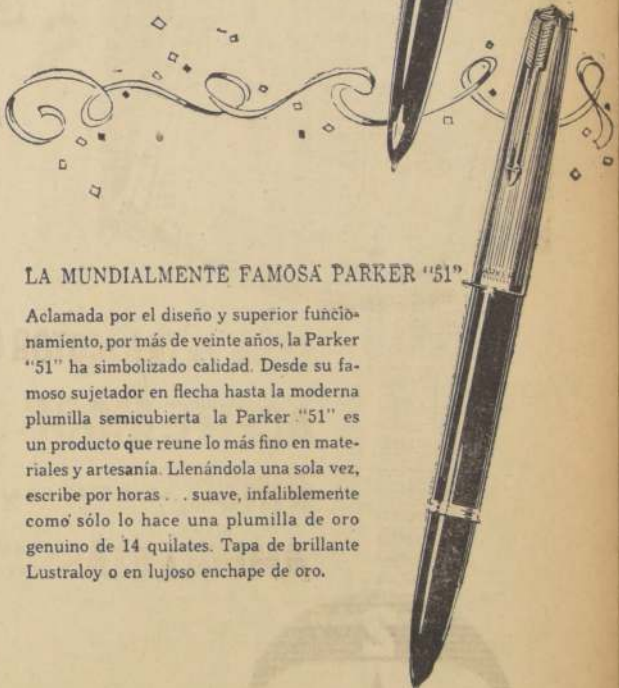 LA MUNDIALMENTE FAMOSA PARKER "51"
Aclamada por el diseño y superior funcio-
namiento, por más de veinte años, la Parker
"51" ha simbolizado calidad. Desde su fa-
moso sujetador en flecha hasta la moderna
plumilla semicubierta la Parker "51" es
un producto que reune lo más fino en mate-
riales y artesanía. Llenándola una sola vez,
escribe por horas . . . suave, infaliblemente
como sólo lo hace una plumilla de oro
genuino de 14 quilates. Tapa de brillante
Lustraloy o en lujoso enchape de oro.
PARKER